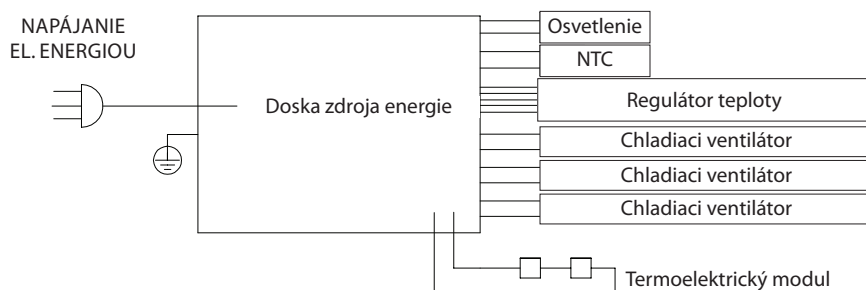 NAPÁJANIE
EL. ENERGIOU
Doska zdroja energie
Osvetlenie
NTC
Regulátor teploty
Chladiaci ventilátor
Chladiaci ventilátor
Chladiaci ventilátor
Termoelektrický modul